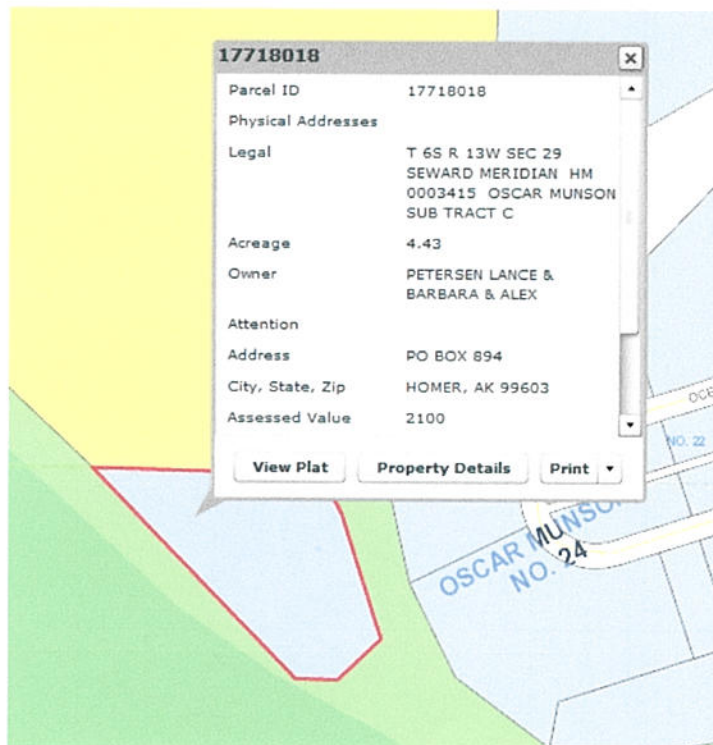 17718018
Parcel ID 17718018
Physical Addresses
Legal T 6S R 13W SEC 29
SEWARD MERIDIAN HM
0003415 OSCAR MUNSON
SUB TRACT C
Acreage 4.43
Owner PETERSEN LANCE &
BARBARA & ALEX
Attention
Address PO BOX 894
City, State, Zip HOMER, AK 99603
Assessed Value 2100
View Plat Property Details Print
OCE
NO. 22
OSCAR MUNSON
NO. 24